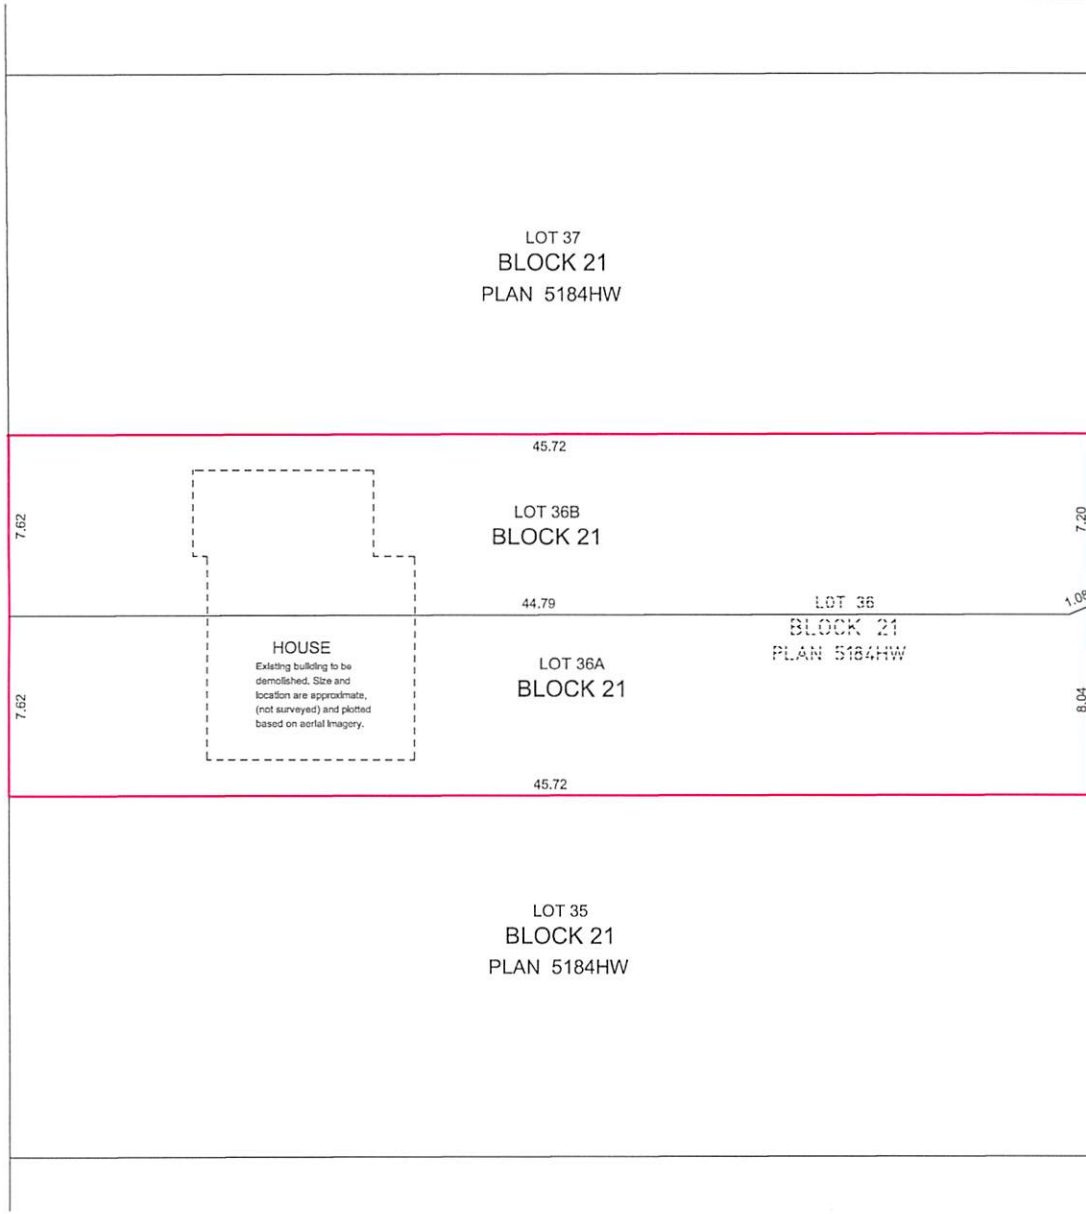 LOT 37
BLOCK 21
PLAN 5184HW
45.72
7.62
LOT 36B
BLOCK 21
7.20
44.79
1.08
LOT 36
BLOCK 21
PLAN 5184HW
HOUSE
Existing building to be
demolished. Size and
location are approximate,
(not surveyed) and plotted
based on aerial imagery.
LOT 36A
BLOCK 21
7.62
8.04
45.72
LOT 35
BLOCK 21
PLAN 5184HW